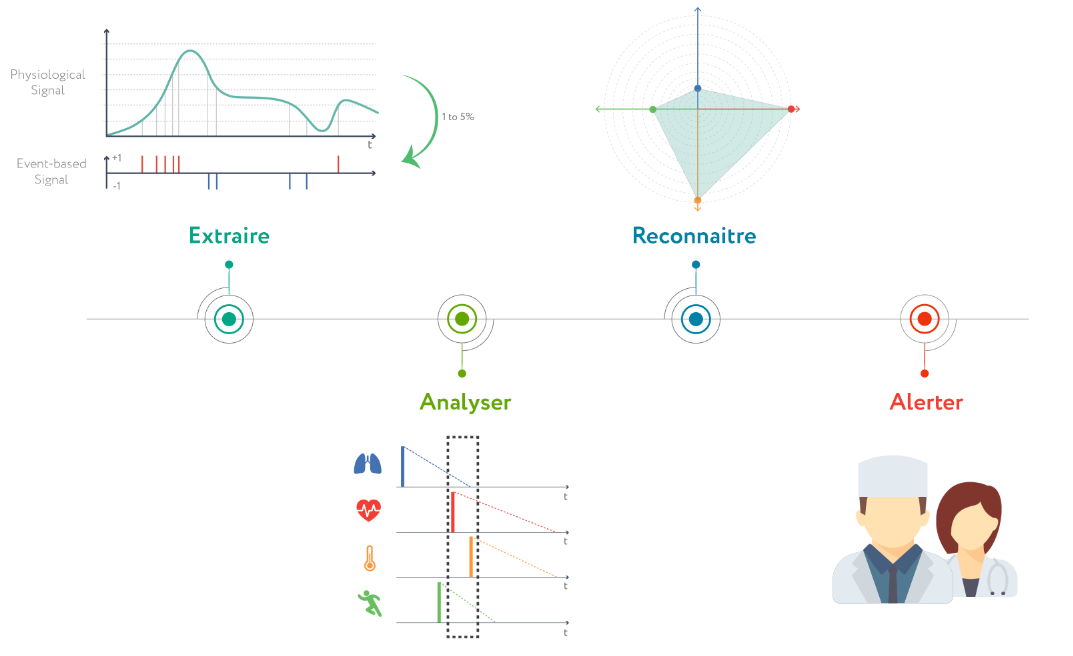 Physiological
Signal
t
1 to 5%
Event-based
Signal
+1
-1
Extraire
Reconnaitre
Analyser
Alerter
t
t
t
t